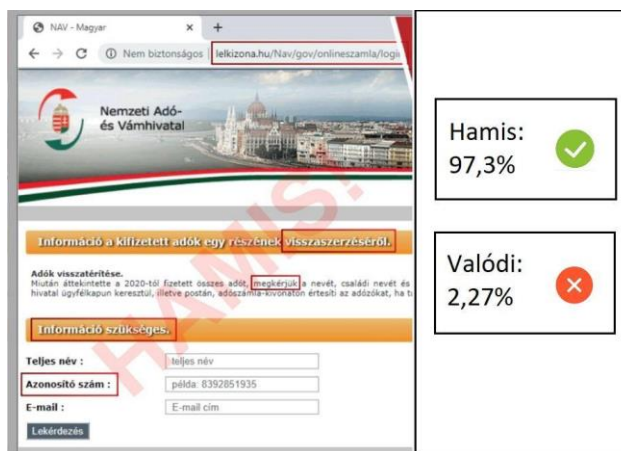 NAV - Magyar
Nem biztonságos
lelkizona.hu/Nav/gov/onlineszamla/logi
Nemzeti Adó-
és Vámhivatal
HAMIS!
Információ a kifizetett adók egy részének visszaszerzéséről.
Adók visszatérítése.
Miután áttekintette a 2020-tól fizetett összes adót, megkérjük a nevét, családi nevét és
hivatal ügyfélkapun keresztül, illetve postán, adószámla-kivonaton értesíti az adózókat, ha t
Információ szükséges.
Teljes név :
teljes név
Azonosító szám :
példa: 8392851935
E-mail :
E-mail cím
Lekérdezés
Hamis:
97,3%
Valódi:
2,27%